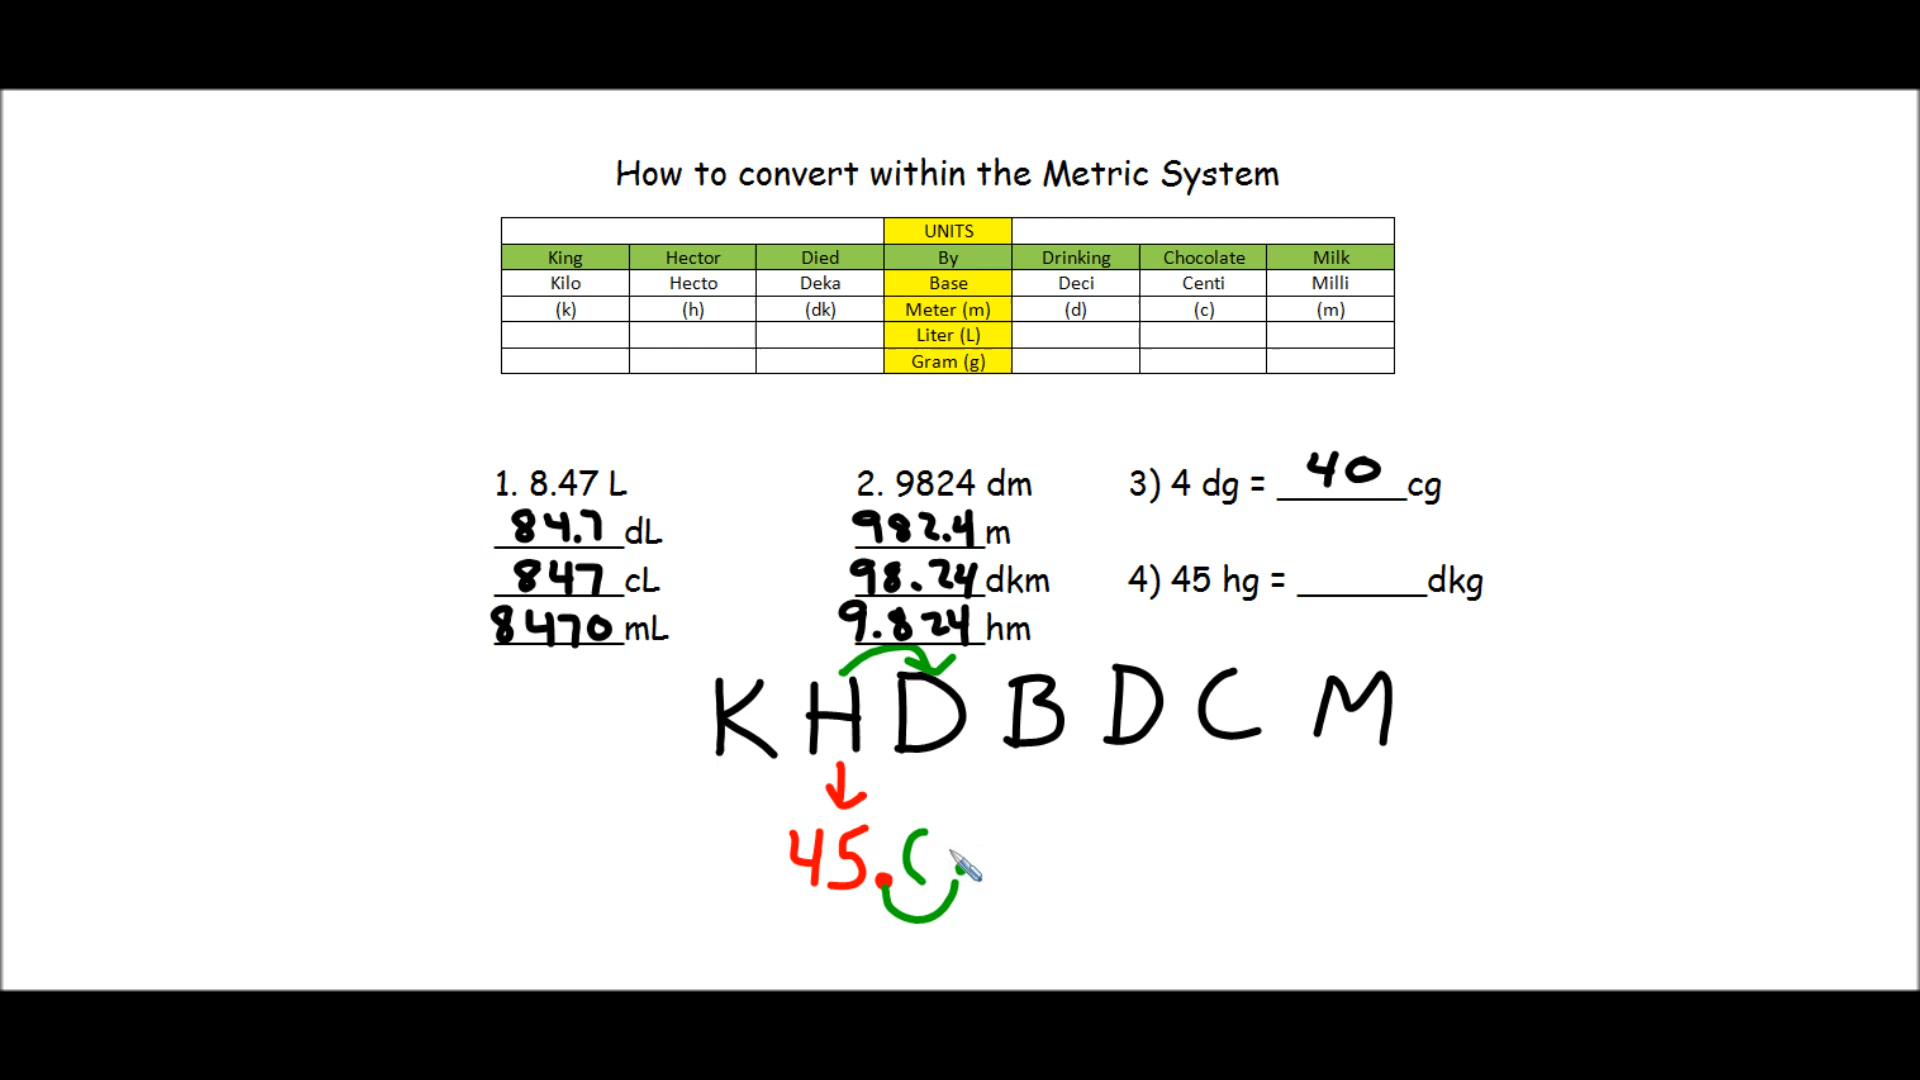 How to convert within the Metric System
UNITS
King Hector Died By Drinking Chocolate Milk
Kilo Hecto Deka Base Deci Centi Milli
(k) (h) (dk) Meter (m) (d) (c) (m)
Liter (L)
Gram (g)
1. 8.47 L
84.7 dL
847 cL
8470 mL
2. 9824 dm
982.4 m
98.24 dkm
9.824 hm
3) 4 dg = 40 cg
4) 45 hg = ______dkg
K H D B D C M
45.